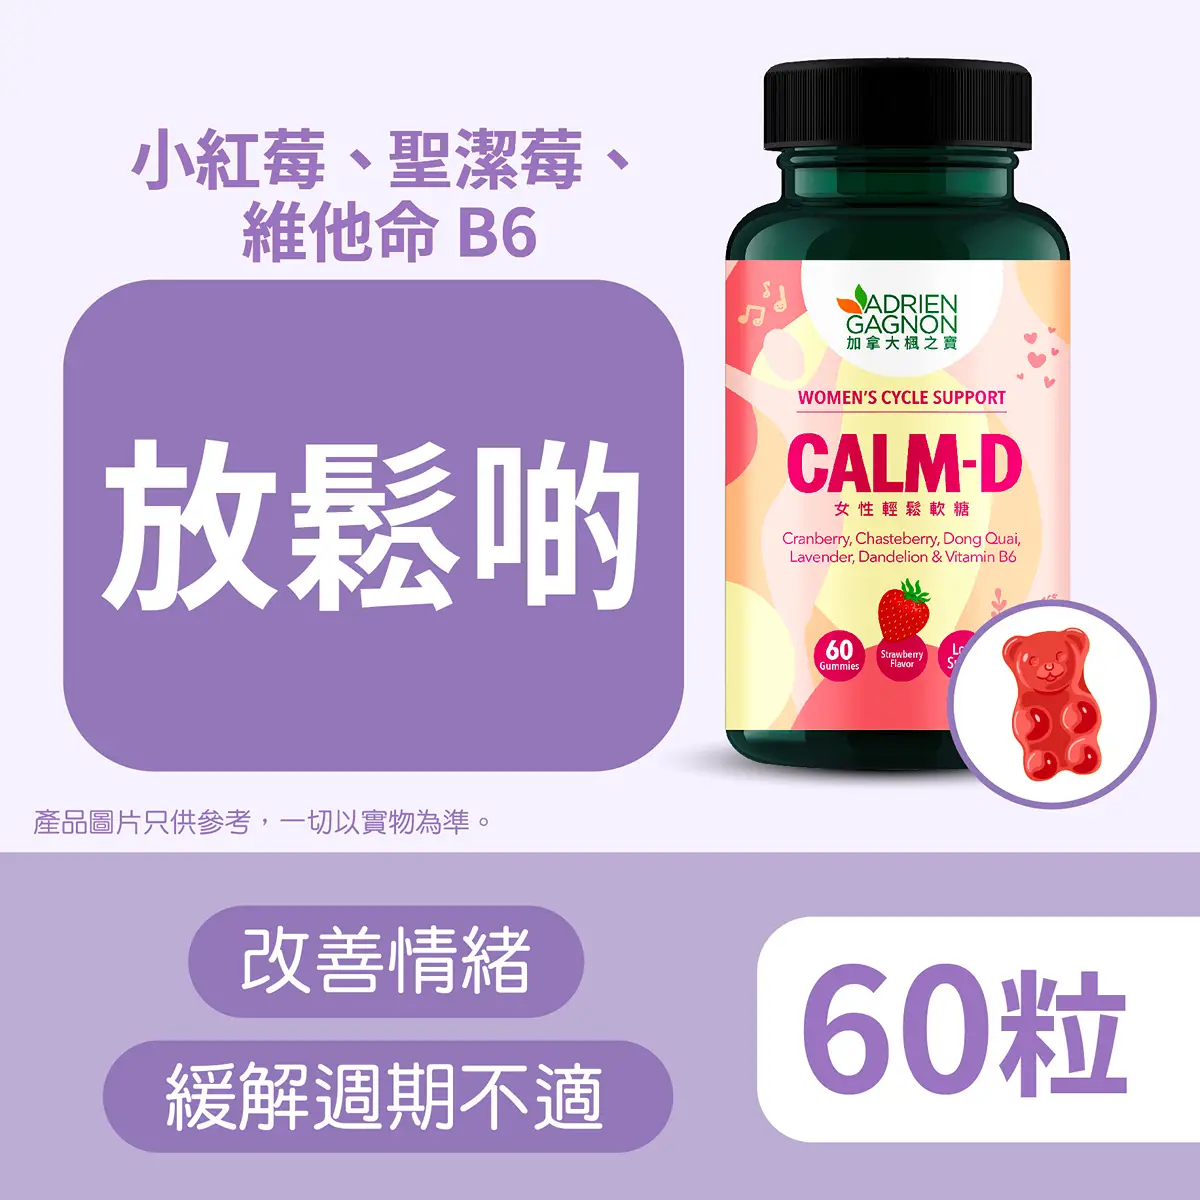 小紅莓、聖潔莓、
維他命 B6
放鬆啲
ADRIEN
GAGNON
加拿大楓之寶
WOMEN'S CYCLE SUPPORT
CALM-D
女性輕鬆軟糖
Cranberry, Chasteberry, Dong Quai,
Lavender, Dandelion & Vitamin B6
60
Gummies
Strawberry
Flavor
產品圖片只供參考，一切以實物為準。
改善情緒
緩解週期不適
60粒